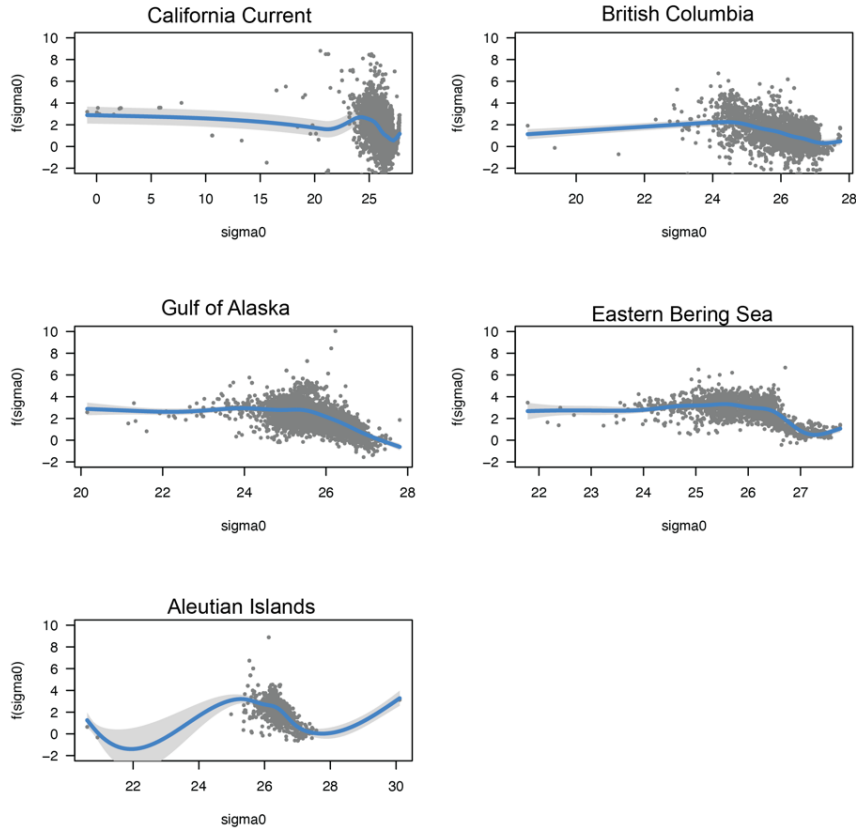 California Current
10
8
6
4
2
0
−2
f(sigma0)
0 5 10 15 20 25
sigma0
British Columbia
10
8
6
4
2
0
−2
f(sigma0)
20 22 24 26 28
sigma0
Gulf of Alaska
10
8
6
4
2
0
−2
f(sigma0)
20 22 24 26 28
sigma0
Eastern Bering Sea
10
8
6
4
2
0
−2
f(sigma0)
22 23 24 25 26 27
sigma0
Aleutian Islands
10
8
6
4
2
0
−2
f(sigma0)
22 24 26 28 30
sigma0